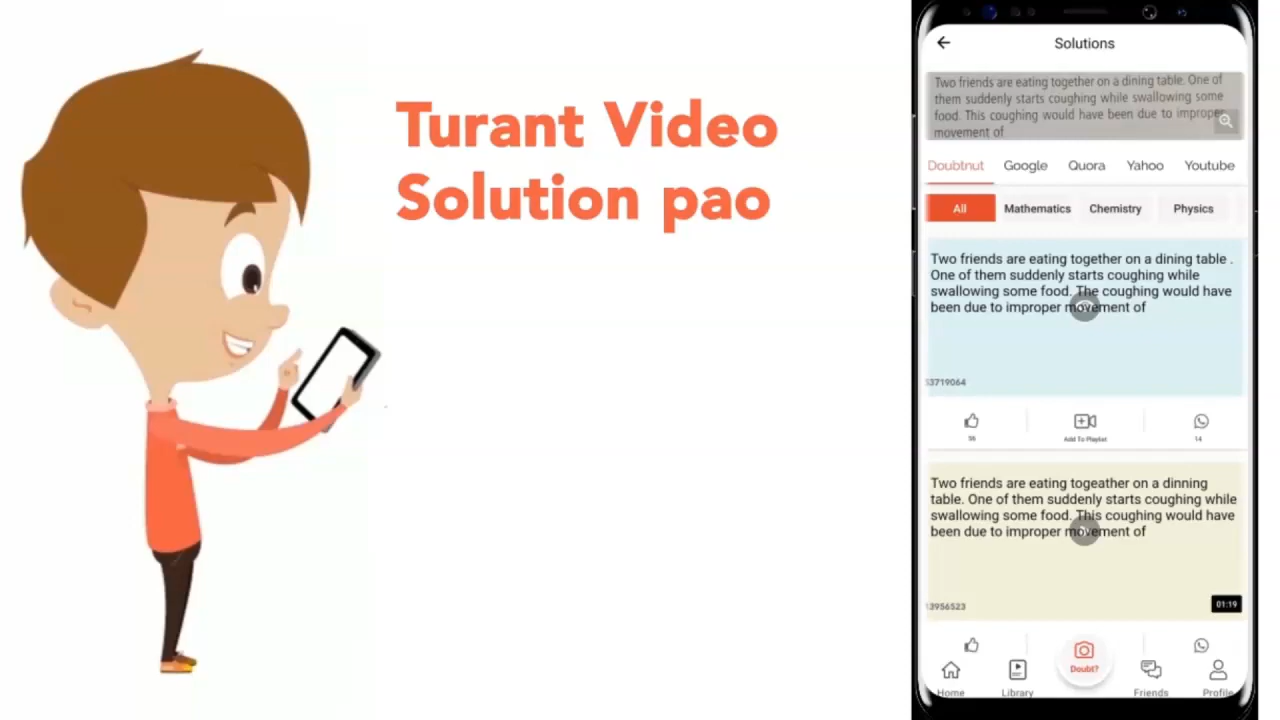 Turant Video
Solution pao
Solutions
Two friends are eating together on a dining table. One of
them suddenly starts coughing while swallowing some
food. This coughing would have been due to improper
movement of
Doubtnut Google Quora Yahoo Youtube
All Mathematics Chemistry Physics
Two friends are eating together on a dining table .
One of them suddenly starts coughing while
swallowing some food. The coughing would have
been due to improper movement of
53719064
36 Add To Playlist 14
Two friends are eating togeather on a dinning
table. One of them suddenly starts coughing while
swallowing some food. This coughing would have
been due to improper movement of
13956523
01:19
Doubt?
Home Library Friends Profile